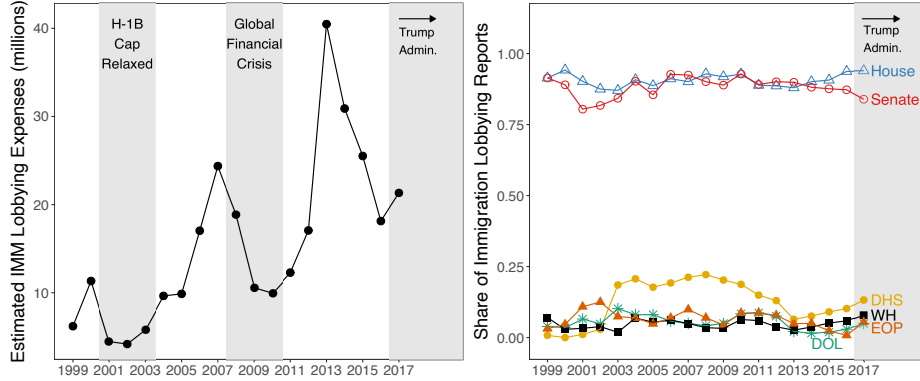 Estimated IMM Lobbying Expenses (millions)
40
30
20
10
H-1B
Cap
Relaxed
Global
Financial
Crisis
Trump
Admin.
1999 2001 2003 2005 2007 2009 2011 2013 2015 2017
Share of Immigration Lobbying Reports
1.00
0.75
0.50
0.25
0.00
Trump
Admin.
House
Senate
DHS
WH
EOP
DOL
1999 2001 2003 2005 2007 2009 2011 2013 2015 2017